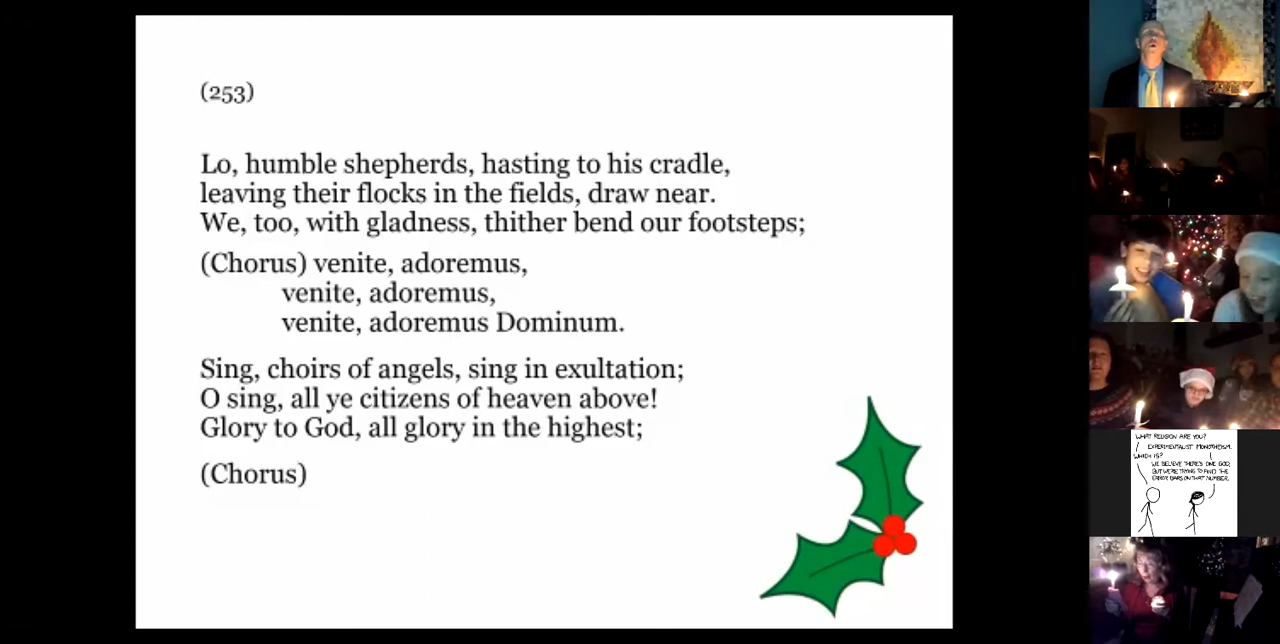 (253)
Lo, humble shepherds, hasting to his cradle,
leaving their flocks in the fields, draw near.
We, too, with gladness, thither bend our footsteps;
(Chorus) venite, adoremus,
venite, adoremus,
venite, adoremus Dominum.
Sing, choirs of angels, sing in exultation;
O sing, all ye citizens of heaven above!
Glory to God, all glory in the highest;
(Chorus)
WHAT RELIGION ARE YOU?
EXPERIMENTALIST MONOTHEISM.
WHICH IS?
WE BELIEVE THERE'S ONE GOD,
BUT WE'RE TRYING TO FIND THE
ERROR BARS ON THAT NUMBER.